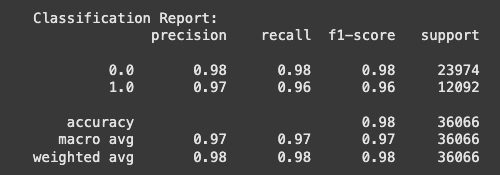 Classification Report:
precision recall f1-score support
0.0 0.98 0.98 0.98 23974
1.0 0.97 0.96 0.96 12092
accuracy 0.98 36066
macro avg 0.97 0.97 0.97 36066
weighted avg 0.98 0.98 0.98 36066